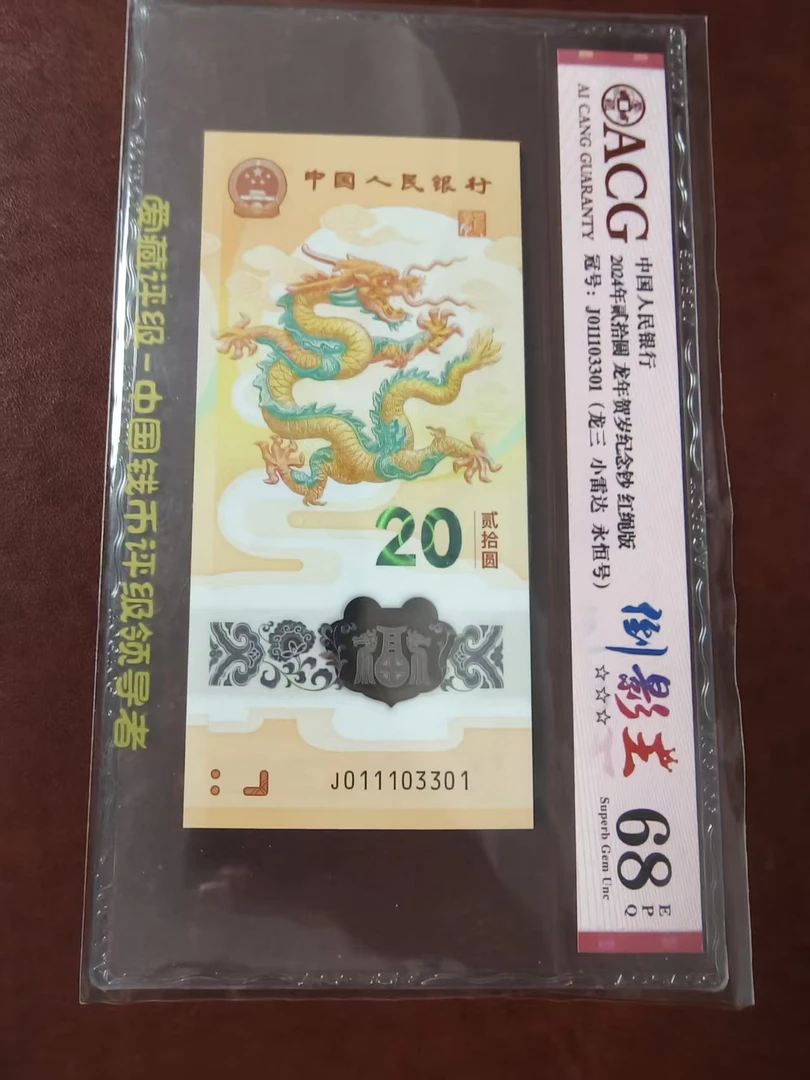 中国人民银行
20
贰拾圆
J011103301
爱藏评级-中国钱币评级领导者
ACG
AI CANG GUARANTY
中国人民银行
2024年贰拾圆 龙年贺岁纪念钞 红绳版
冠号：J011103301（龙三 小雷达 永恒号）
倒影王
☆☆☆
68
EPQ
Superb Gem Unc